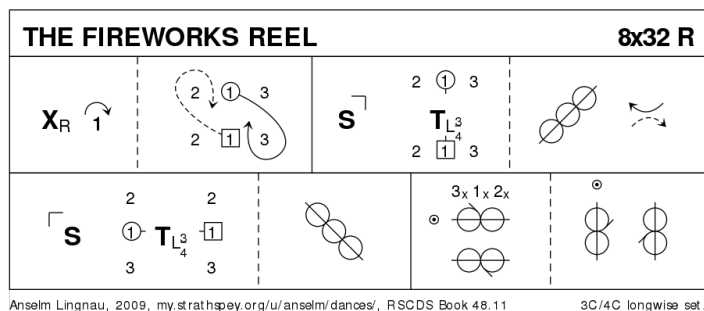 THE FIREWORKS REEL 8x32 R
2 1 3
X R 1
2 1 3
2 1 3
S T L 3 4
2 1 3
2 2
S 1 T L 3 4 1
3 3
3x 1x 2x
Anselm Lingnau, 2009, my.strathspey.org/u/anselm/dances/, RSCDS Book 48.11 3C/4C longwise set.